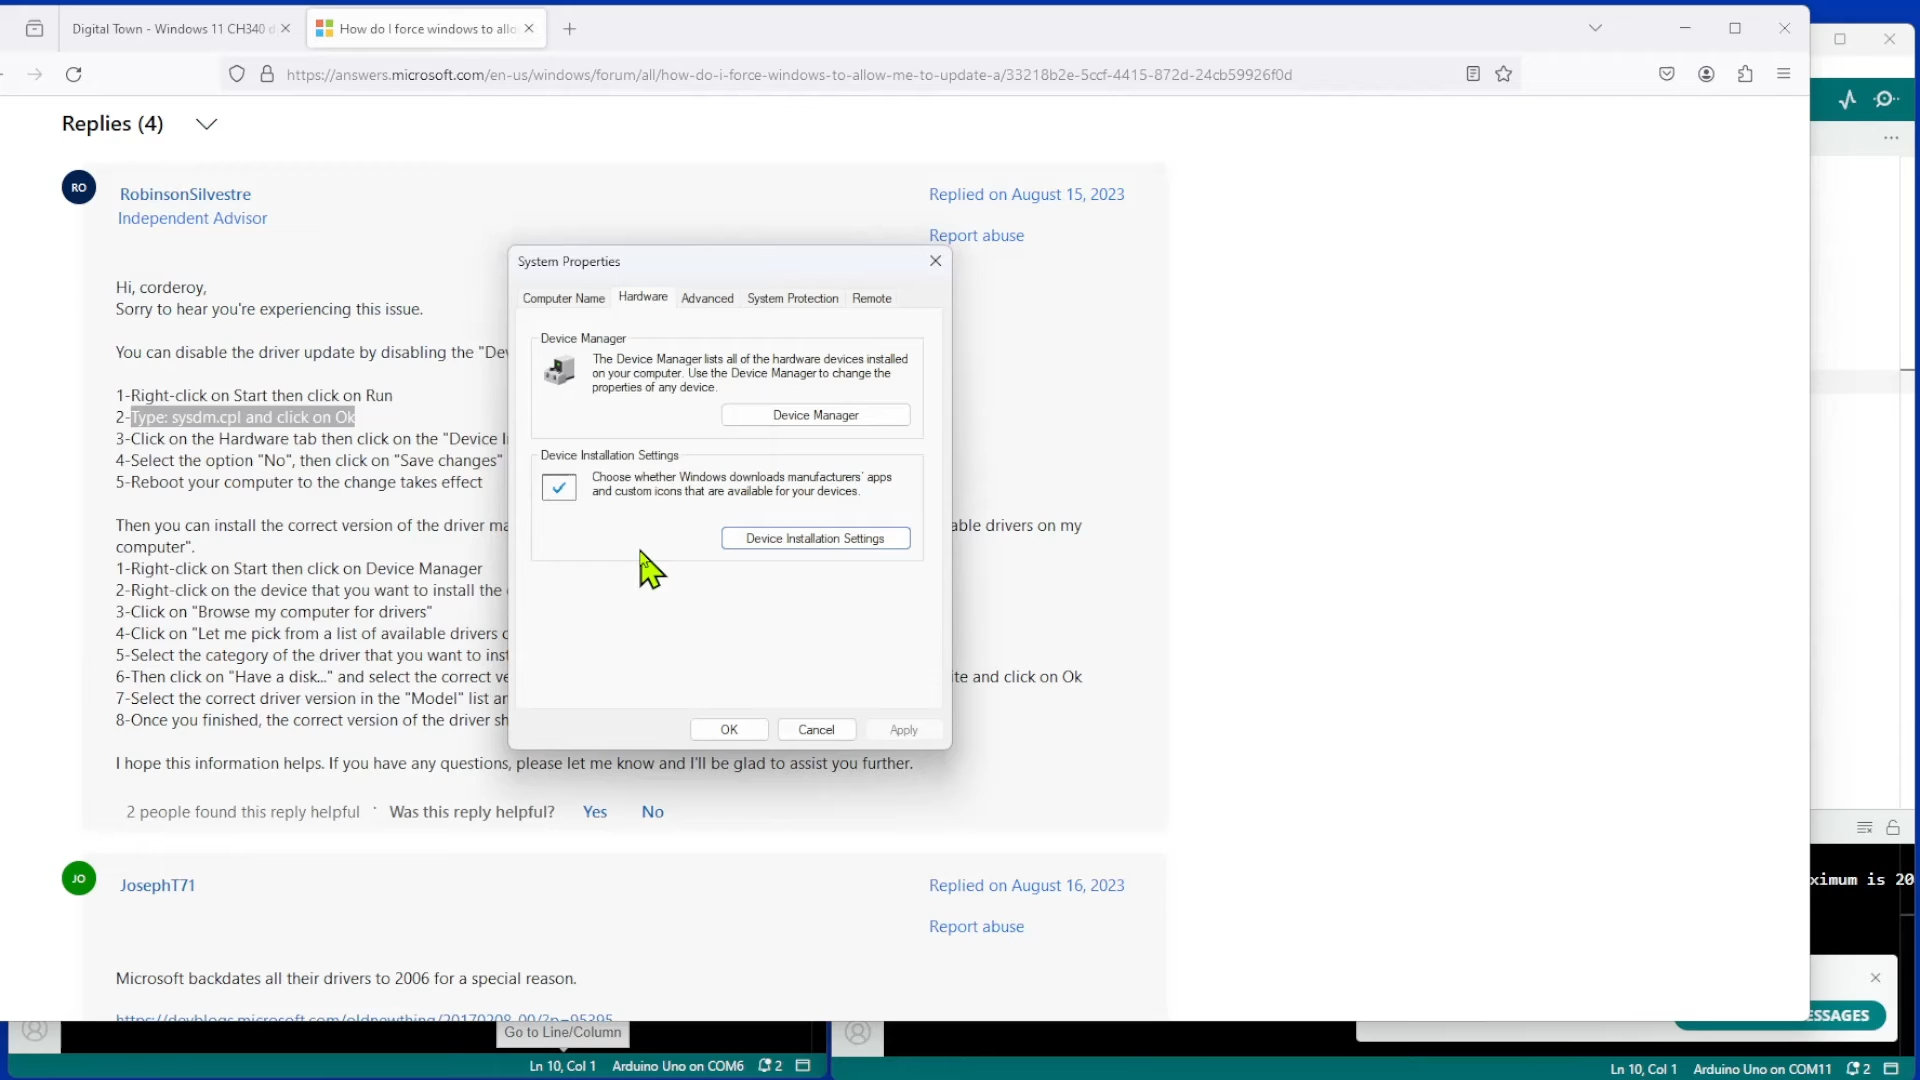 Digital Town - Windows 11 CH340 d
How do I force windows to allo
https://answers.microsoft.com/en-us/windows/forum/all/how-do-i-force-windows-to-allow-me-to-update-a/33218b2e-5ccf-4415-872d-24cb59926f0d
Replies (4)
RO
RobinsonSilvestre
Independent Advisor
Replied on August 15, 2023
Report abuse
Hi, corderoy,
Sorry to hear you're experiencing this issue.
You can disable the driver update by disabling the "Dev
1-Right-click on Start then click on Run
2-Type: sysdm.cpl and click on Ok
3-Click on the Hardware tab then click on the "Device I
4-Select the option "No", then click on "Save changes"
5-Reboot your computer to the change takes effect
Then you can install the correct version of the driver ma
able drivers on my
computer".
1-Right-click on Start then click on Device Manager
2-Right-click on the device that you want to install the
3-Click on "Browse my computer for drivers"
4-Click on "Let me pick from a list of available drivers o
5-Select the category of the driver that you want to inst
6-Then click on "Have a disk..." and select the correct ve
ite and click on Ok
7-Select the correct driver version in the "Model" list an
8-Once you finished, the correct version of the driver sh
I hope this information helps. If you have any questions, please let me know and I'll be glad to assist you further.
2 people found this reply helpful · Was this reply helpful? Yes No
System Properties
Computer Name Hardware Advanced System Protection Remote
Device Manager
The Device Manager lists all of the hardware devices installed
on your computer. Use the Device Manager to change the
properties of any device.
Device Manager
Device Installation Settings
Choose whether Windows downloads manufacturers' apps
and custom icons that are available for your devices.
Device Installation Settings
OK Cancel Apply
JO
JosephT71
Replied on August 16, 2023
Report abuse
Microsoft backdates all their drivers to 2006 for a special reason.
https://devblogs.microsoft.com/oldnewthing/20170208-00/?p=95395
Go to Line/Column
ximum is 20
ESSAGES
Ln 10, Col 1 Arduino Uno on COM6 2
Ln 10, Col 1 Arduino Uno on COM11 2